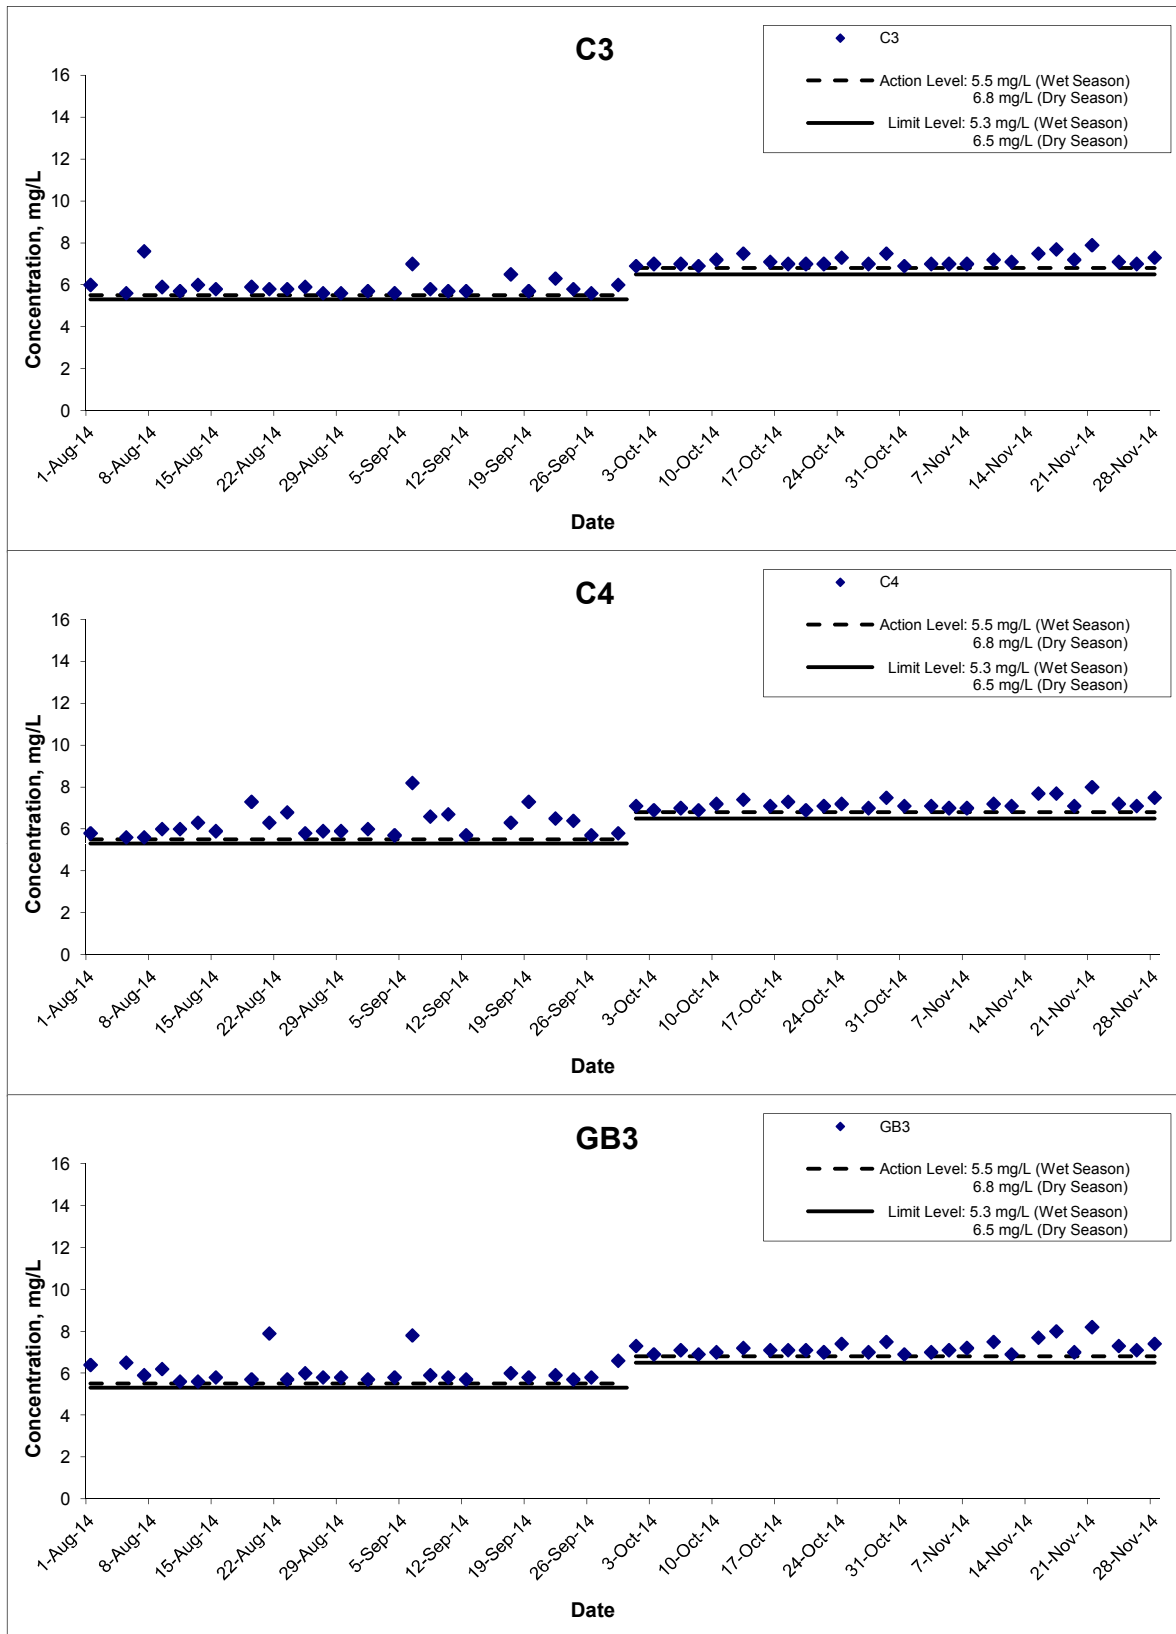 C3
C3
Action Level: 5.5 mg/L (Wet Season)
6.8 mg/L (Dry Season)
Limit Level: 5.3 mg/L (Wet Season)
6.5 mg/L (Dry Season)
Concentration, mg/L
16
14
12
10
8
6
4
2
0
1-Aug-14
8-Aug-14
15-Aug-14
22-Aug-14
29-Aug-14
5-Sep-14
12-Sep-14
19-Sep-14
26-Sep-14
3-Oct-14
10-Oct-14
17-Oct-14
24-Oct-14
31-Oct-14
7-Nov-14
14-Nov-14
21-Nov-14
28-Nov-14
Date
C4
C4
Action Level: 5.5 mg/L (Wet Season)
6.8 mg/L (Dry Season)
Limit Level: 5.3 mg/L (Wet Season)
6.5 mg/L (Dry Season)
Concentration, mg/L
16
14
12
10
8
6
4
2
0
1-Aug-14
8-Aug-14
15-Aug-14
22-Aug-14
29-Aug-14
5-Sep-14
12-Sep-14
19-Sep-14
26-Sep-14
3-Oct-14
10-Oct-14
17-Oct-14
24-Oct-14
31-Oct-14
7-Nov-14
14-Nov-14
21-Nov-14
28-Nov-14
Date
GB3
GB3
Action Level: 5.5 mg/L (Wet Season)
6.8 mg/L (Dry Season)
Limit Level: 5.3 mg/L (Wet Season)
6.5 mg/L (Dry Season)
Concentration, mg/L
16
14
12
10
8
6
4
2
0
1-Aug-14
8-Aug-14
15-Aug-14
22-Aug-14
29-Aug-14
5-Sep-14
12-Sep-14
19-Sep-14
26-Sep-14
3-Oct-14
10-Oct-14
17-Oct-14
24-Oct-14
31-Oct-14
7-Nov-14
14-Nov-14
21-Nov-14
28-Nov-14
Date